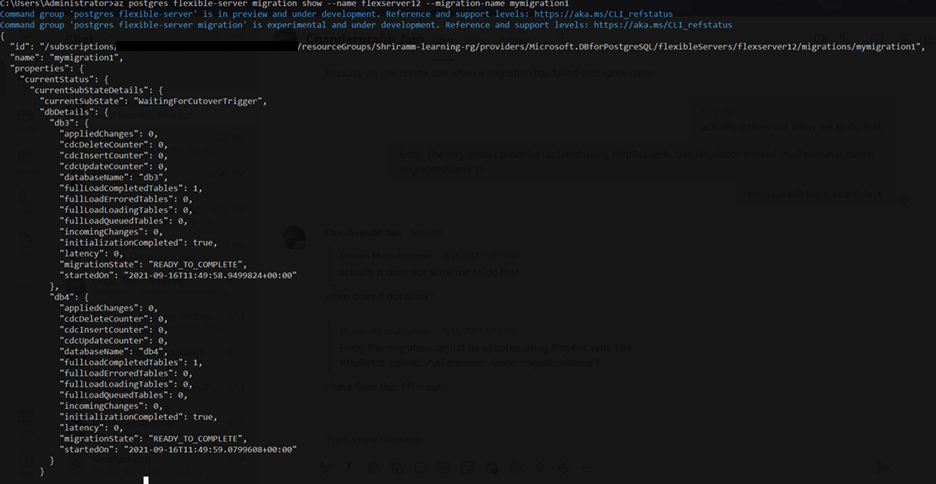 C:\Users\Administrator>az postgres flexible-server migration show --name flexserver12 --migration-name mymigration1
Command group 'postgres flexible-server' is in preview and under development. Reference and support levels: https://aka.ms/CLI_refstatus
Command group 'postgres flexible-server migration' is experimental and under development. Reference and support levels: https://aka.ms/CLI_refstatus
{
  "id": "/subscriptions/ /resourceGroups/Shriramm-learning-rg/providers/Microsoft.DBforPostgreSQL/flexibleServers/flexserver12/migrations/mymigration1",
  "name": "mymigration1",
  "properties": {
    "currentStatus": {
      "currentSubStateDetails": {
        "currentSubState": "WaitingForCutoverTrigger",
        "dbDetails": {
          "db3": {
            "appliedChanges": 0,
            "cdcDeleteCounter": 0,
            "cdcInsertCounter": 0,
            "cdcUpdateCounter": 0,
            "databaseName": "db3",
            "fullLoadCompletedTables": 1,
            "fullLoadErroredTables": 0,
            "fullLoadLoadingTables": 0,
            "fullLoadQueuedTables": 0,
            "incomingChanges": 0,
            "initializationCompleted": true,
            "latency": 0,
            "migrationState": "READY_TO_COMPLETE",
            "startedOn": "2021-09-16T11:49:58.9499824+00:00"
          },
          "db4": {
            "appliedChanges": 0,
            "cdcDeleteCounter": 0,
            "cdcInsertCounter": 0,
            "cdcUpdateCounter": 0,
            "databaseName": "db4",
            "fullLoadCompletedTables": 1,
            "fullLoadErroredTables": 0,
            "fullLoadLoadingTables": 0,
            "fullLoadQueuedTables": 0,
            "incomingChanges": 0,
            "initializationCompleted": true,
            "latency": 0,
            "migrationState": "READY_TO_COMPLETE",
            "startedOn": "2021-09-16T11:49:59.0799608+00:00"
          }
        }